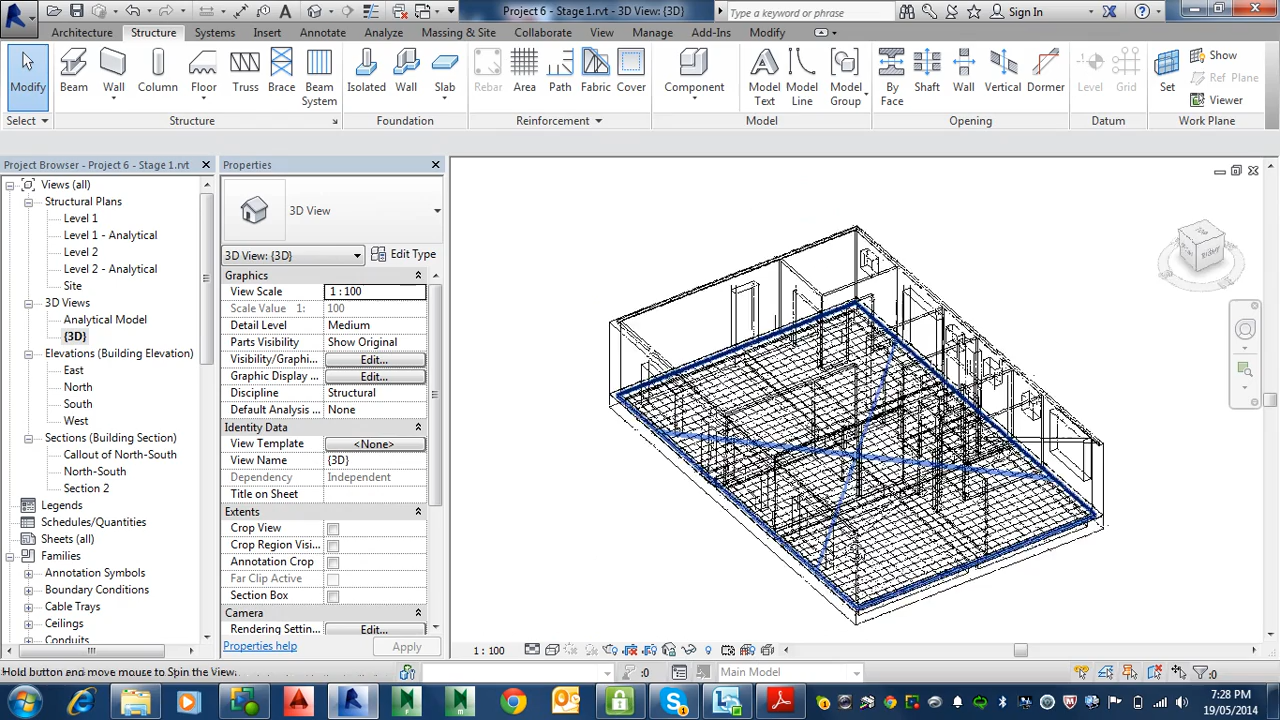 Project 6 - Stage 1.rvt - 3D View: {3D}
Type a keyword or phrase
Sign In
Architecture
Structure
Systems
Insert
Annotate
Analyze
Massing & Site
Collaborate
View
Manage
Add-Ins
Modify
Modify
Beam
Wall
Column
Floor
Truss
Brace
Beam System
Isolated
Wall
Slab
Rebar
Area
Path
Fabric
Cover
Component
Model Text
Model Line
Model Group
By Face
Shaft
Wall
Vertical
Dormer
Level
Grid
Set
Show
Ref Plane
Viewer
Select
Structure
Foundation
Reinforcement
Model
Opening
Datum
Work Plane
Project Browser - Project 6 - Stage 1.rvt
Views (all)
Structural Plans
Level 1
Level 1 - Analytical
Level 2
Level 2 - Analytical
Site
3D Views
Analytical Model
{3D}
Elevations (Building Elevation)
East
North
South
West
Sections (Building Section)
Callout of North-South
North-South
Section 2
Legends
Schedules/Quantities
Sheets (all)
Families
Annotation Symbols
Boundary Conditions
Cable Trays
Ceilings
Conduits
Properties
3D View
3D View: {3D}
Edit Type
Graphics
View Scale 1 : 100
Scale Value 1: 100
Detail Level Medium
Parts Visibility Show Original
Visibility/Graphi... Edit...
Graphic Display ... Edit...
Discipline Structural
Default Analysis ... None
Identity Data
View Template <None>
View Name {3D}
Dependency Independent
Title on Sheet
Extents
Crop View
Crop Region Visi...
Annotation Crop
Far Clip Active
Section Box
Camera
Rendering Settin... Edit...
Properties help
Apply
1 : 100
Hold button and move mouse to Spin the View.
:0
Main Model
:0
7:28 PM
19/05/2014